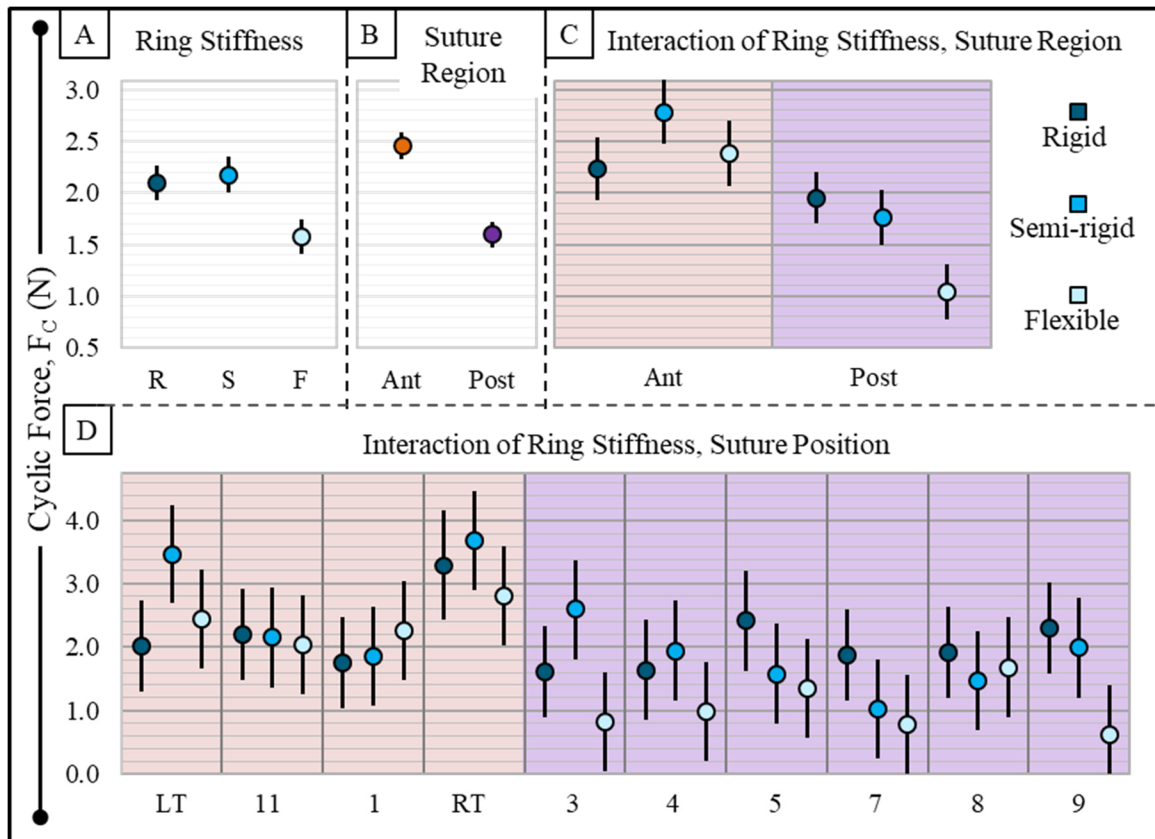 A
Ring Stiffness
B
Suture
Region
C
Interaction of Ring Stiffness, Suture Region
Cyclic Force, F_C (N)
3.0
2.5
2.0
1.5
1.0
0.5
R S F
Ant Post
Ant Post
Rigid
Semi-rigid
Flexible
D
Interaction of Ring Stiffness, Suture Position
4.0
3.0
2.0
1.0
0.0
LT 11 1 RT 3 4 5 7 8 9